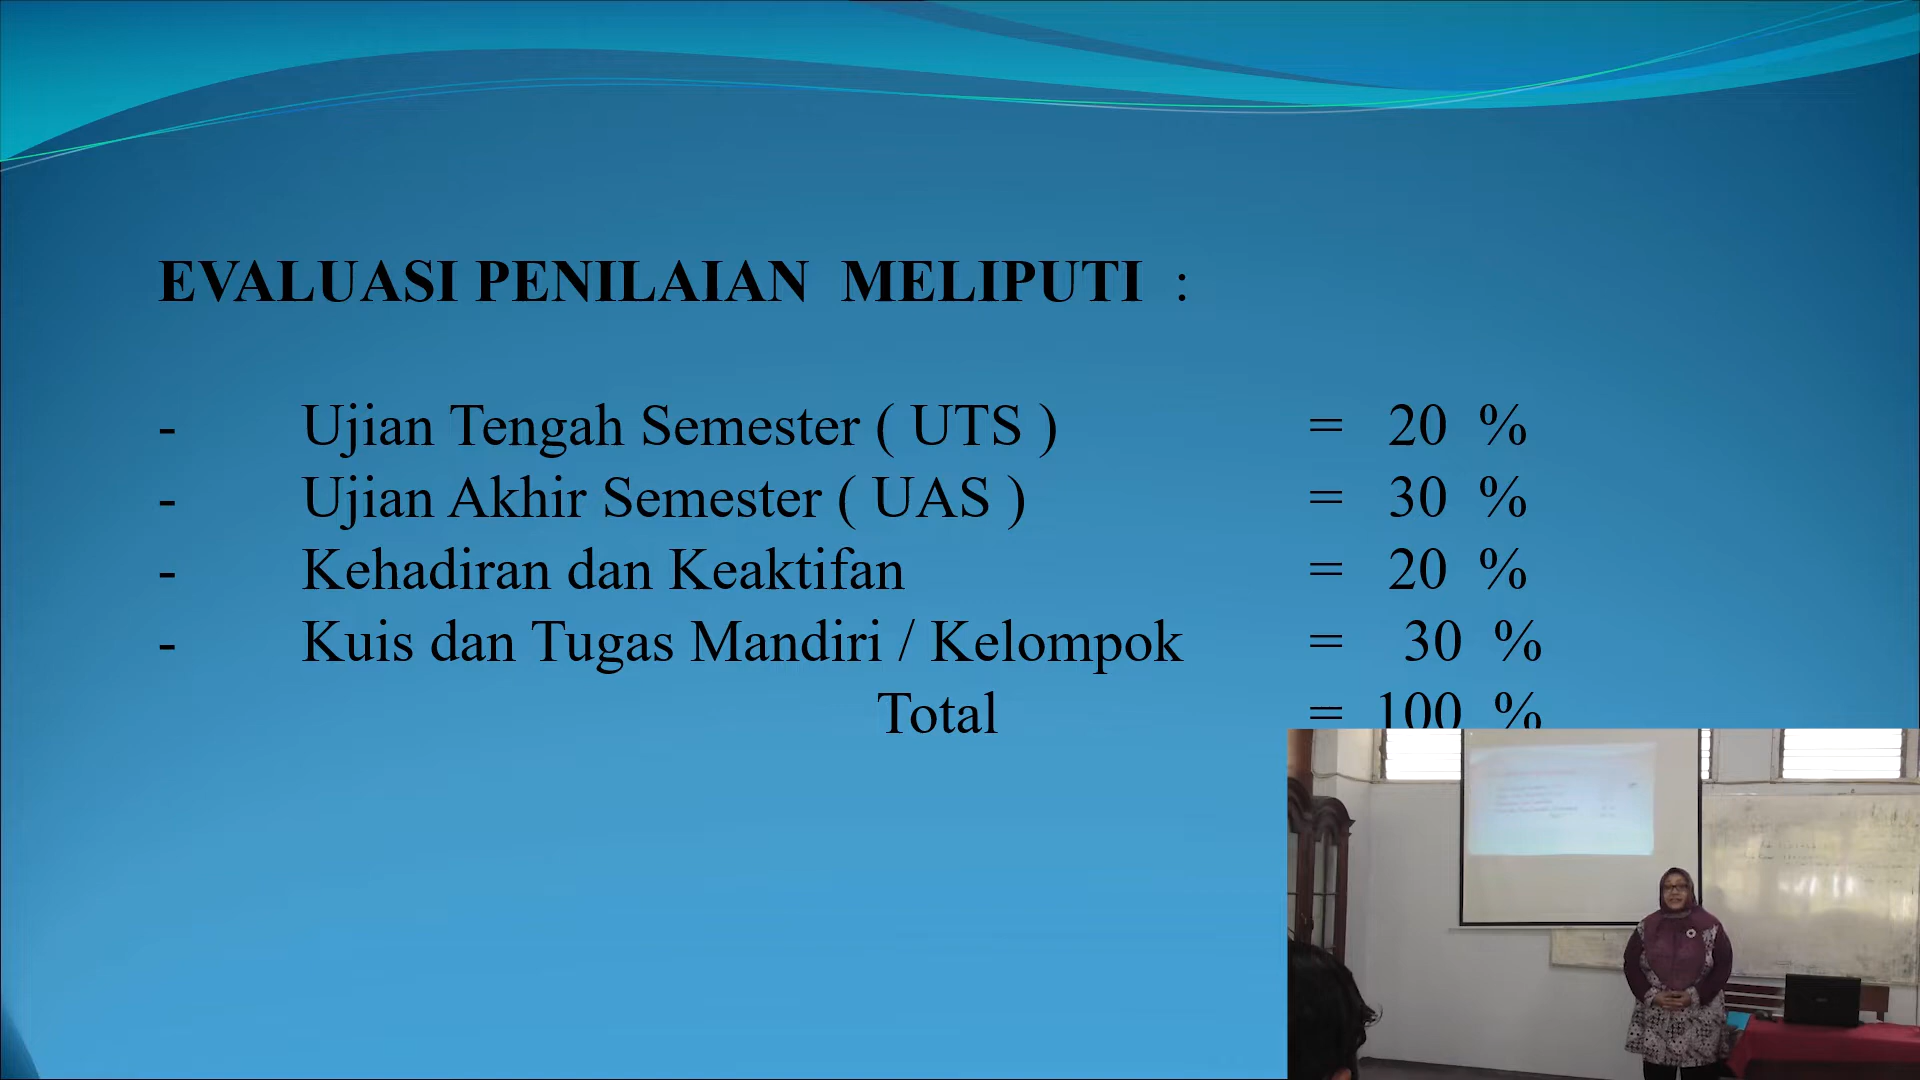 EVALUASI PENILAIAN MELIPUTI :
- Ujian Tengah Semester ( UTS ) = 20 %
- Ujian Akhir Semester ( UAS ) = 30 %
- Kehadiran dan Keaktifan = 20 %
- Kuis dan Tugas Mandiri / Kelompok = 30 %
Total = 100 %